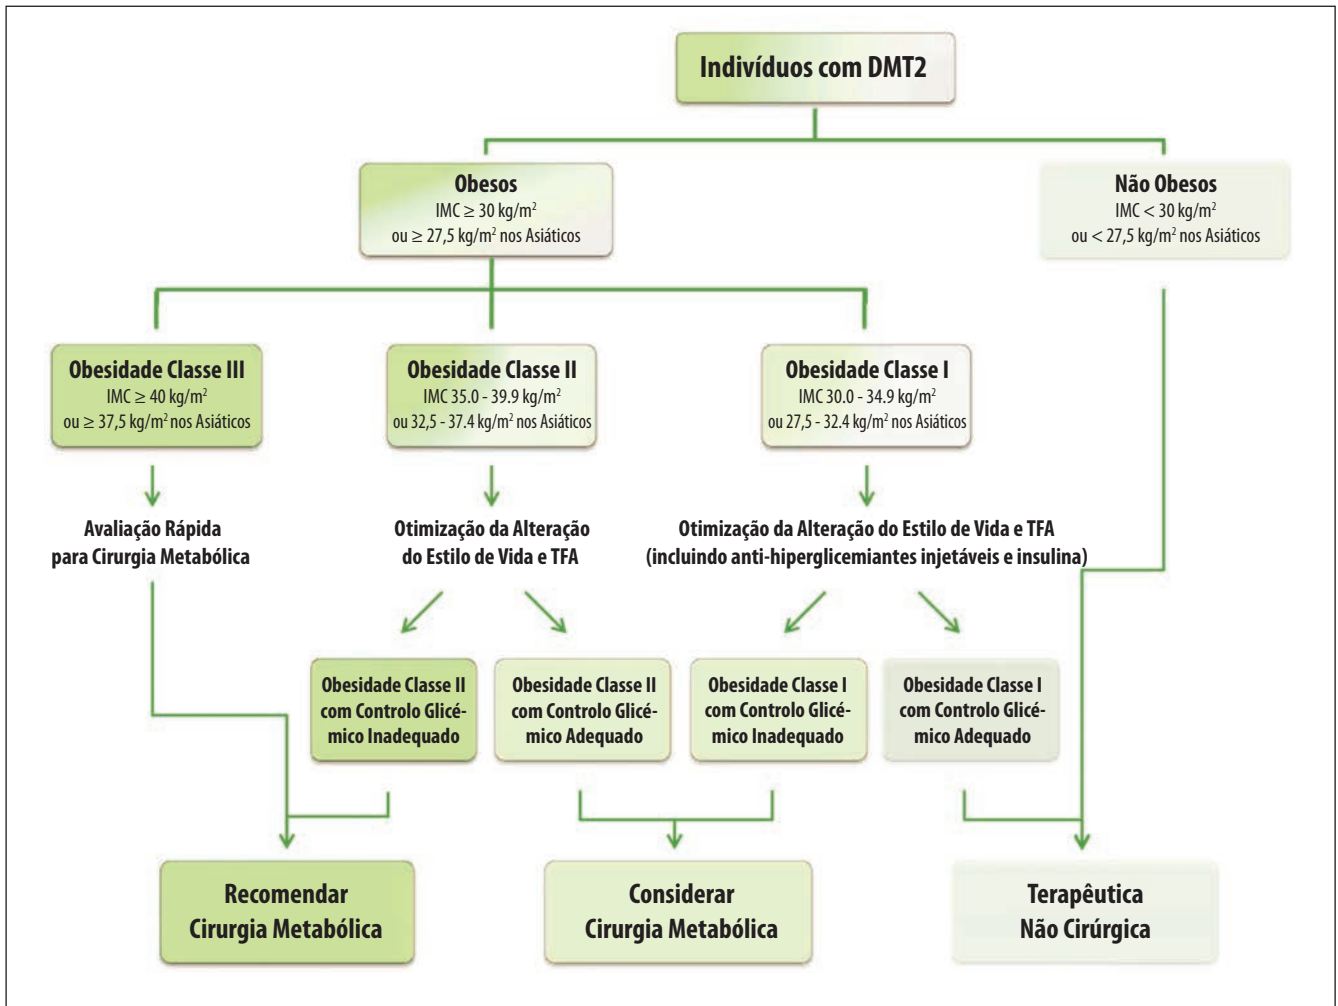 Indivíduos com DMT2
Obesos
IMC ≥ 30 kg/m²
ou ≥ 27,5 kg/m² nos Asiáticos
Não Obesos
IMC < 30 kg/m²
ou < 27,5 kg/m² nos Asiáticos
Obesidade Classe III
IMC ≥ 40 kg/m²
ou ≥ 37,5 kg/m² nos Asiáticos
Obesidade Classe II
IMC 35.0 - 39.9 kg/m²
ou 32,5 - 37.4 kg/m² nos Asiáticos
Obesidade Classe I
IMC 30.0 - 34.9 kg/m²
ou 27,5 - 32.4 kg/m² nos Asiáticos
Avaliação Rápida
para Cirurgia Metabólica
Otimização da Alteração
do Estilo de Vida e TFA
Otimização da Alteração do Estilo de Vida e TFA
(incluindo anti-hiperglicemiantes injetáveis e insulina)
Obesidade Classe II
com Controlo Glicé-
mico Inadequado
Obesidade Classe II
com Controlo Glicé-
mico Adequado
Obesidade Classe I
com Controlo Glicé-
mico Inadequado
Obesidade Classe I
com Controlo Glicé-
mico Adequado
Recomendar
Cirurgia Metabólica
Considerar
Cirurgia Metabólica
Terapêutica
Não Cirúrgica